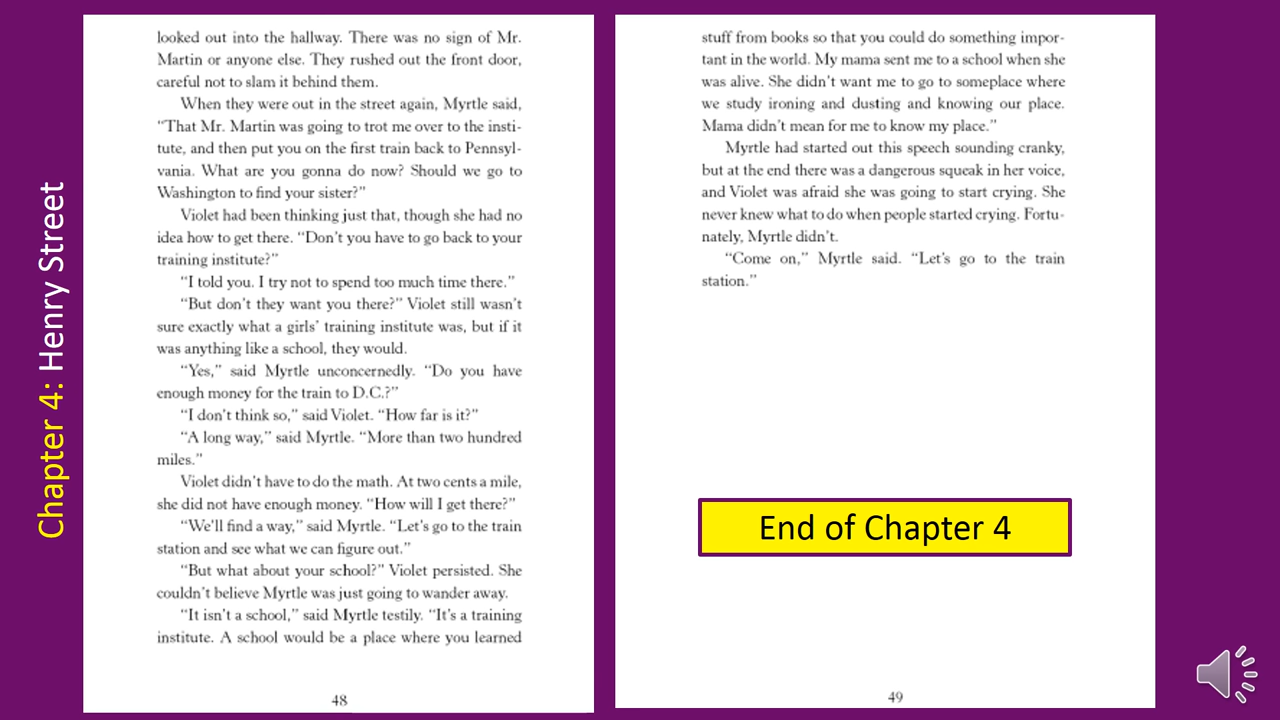 Chapter 4: Henry Street
looked out into the hallway. There was no sign of Mr.
Martin or anyone else. They rushed out the front door,
careful not to slam it behind them.
When they were out in the street again, Myrtle said,
“That Mr. Martin was going to trot me over to the insti-
tute, and then put you on the first train back to Pennsyl-
vania. What are you gonna do now? Should we go to
Washington to find your sister?”
Violet had been thinking just that, though she had no
idea how to get there. “Don’t you have to go back to your
training institute?”
“I told you. I try not to spend too much time there.”
“But don’t they want you there?” Violet still wasn’t
sure exactly what a girls’ training institute was, but if it
was anything like a school, they would.
“Yes,” said Myrtle unconcernedly. “Do you have
enough money for the train to D.C.?”
“I don’t think so,” said Violet. “How far is it?”
“A long way,” said Myrtle. “More than two hundred
miles.”
Violet didn’t have to do the math. At two cents a mile,
she did not have enough money. “How will I get there?”
“We’ll find a way,” said Myrtle. “Let’s go to the train
station and see what we can figure out.”
“But what about your school?” Violet persisted. She
couldn’t believe Myrtle was just going to wander away.
“It isn’t a school,” said Myrtle testily. “It’s a training
institute. A school would be a place where you learned
48
stuff from books so that you could do something impor-
tant in the world. My mama sent me to a school when she
was alive. She didn’t want me to go to someplace where
we study ironing and dusting and knowing our place.
Mama didn’t mean for me to know my place.”
Myrtle had started out this speech sounding cranky,
but at the end there was a dangerous squeak in her voice,
and Violet was afraid she was going to start crying. She
never knew what to do when people started crying. Fortu-
nately, Myrtle didn’t.
“Come on,” Myrtle said. “Let’s go to the train
station.”
End of Chapter 4
49